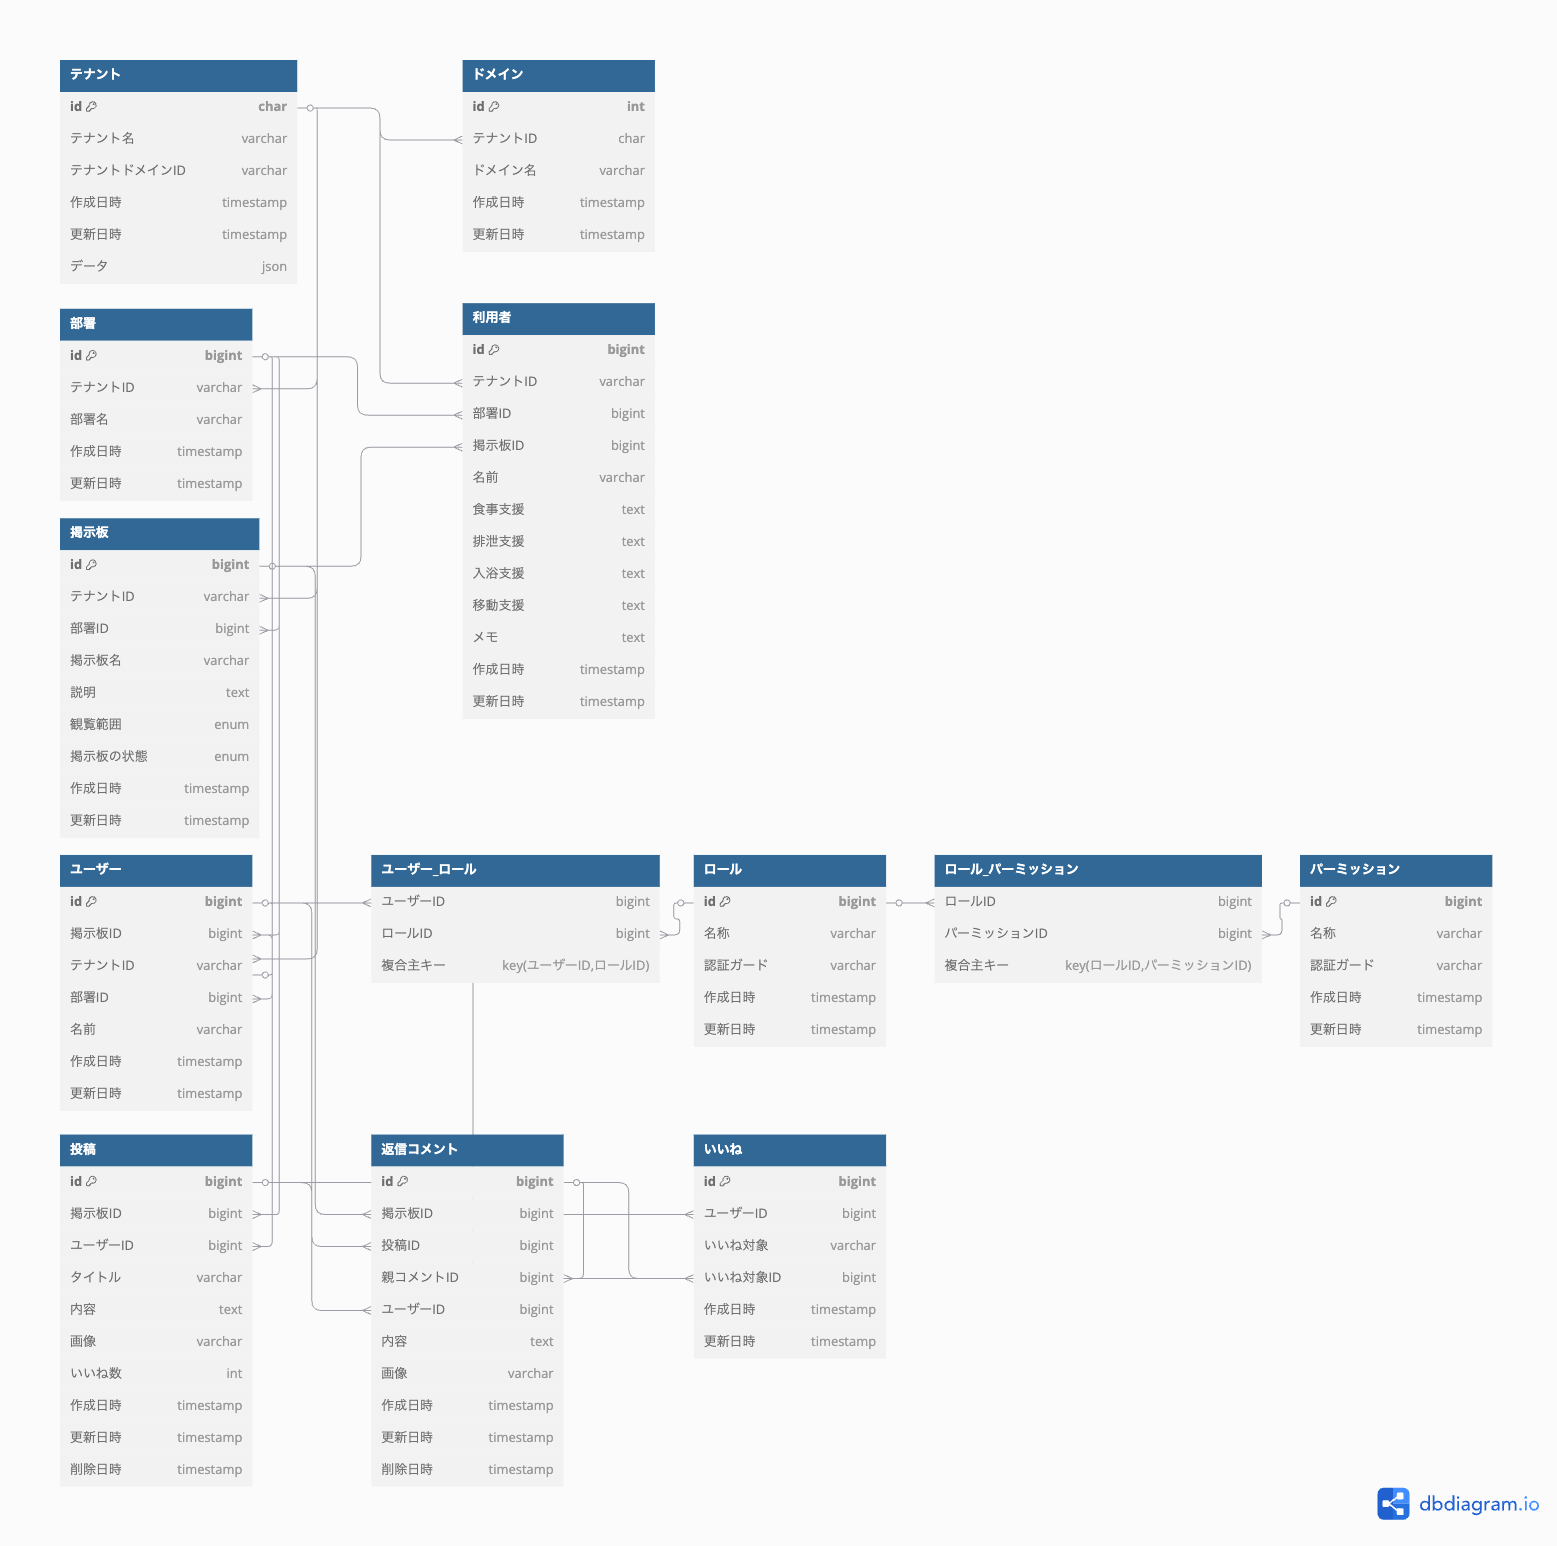 テナント
id char
テナント名 varchar
テナントドメインID varchar
作成日時 timestamp
更新日時 timestamp
データ json
ドメイン
id int
テナントID char
ドメイン名 varchar
作成日時 timestamp
更新日時 timestamp
部署
id bigint
テナントID varchar
部署名 varchar
作成日時 timestamp
更新日時 timestamp
利用者
id bigint
テナントID varchar
部署ID bigint
掲示板ID bigint
名前 varchar
食事支援 text
排泄支援 text
入浴支援 text
移動支援 text
メモ text
作成日時 timestamp
更新日時 timestamp
掲示板
id bigint
テナントID varchar
部署ID bigint
掲示板名 varchar
説明 text
観覧範囲 enum
掲示板の状態 enum
作成日時 timestamp
更新日時 timestamp
ユーザー
id bigint
掲示板ID bigint
テナントID varchar
部署ID bigint
名前 varchar
作成日時 timestamp
更新日時 timestamp
ユーザー_ロール
ユーザーID bigint
ロールID bigint
複合主キー key(ユーザーID,ロールID)
ロール
id bigint
名称 varchar
認証ガード varchar
作成日時 timestamp
更新日時 timestamp
ロール_パーミッション
ロールID bigint
パーミッションID bigint
複合主キー key(ロールID,パーミッションID)
パーミッション
id bigint
名称 varchar
認証ガード varchar
作成日時 timestamp
更新日時 timestamp
投稿
id bigint
掲示板ID bigint
ユーザーID bigint
タイトル varchar
内容 text
画像 varchar
いいね数 int
作成日時 timestamp
更新日時 timestamp
削除日時 timestamp
返信コメント
id bigint
掲示板ID bigint
投稿ID bigint
親コメントID bigint
ユーザーID bigint
内容 text
画像 varchar
作成日時 timestamp
更新日時 timestamp
削除日時 timestamp
いいね
id bigint
ユーザーID bigint
いいね対象 varchar
いいね対象ID bigint
作成日時 timestamp
更新日時 timestamp
dbdiagram.io